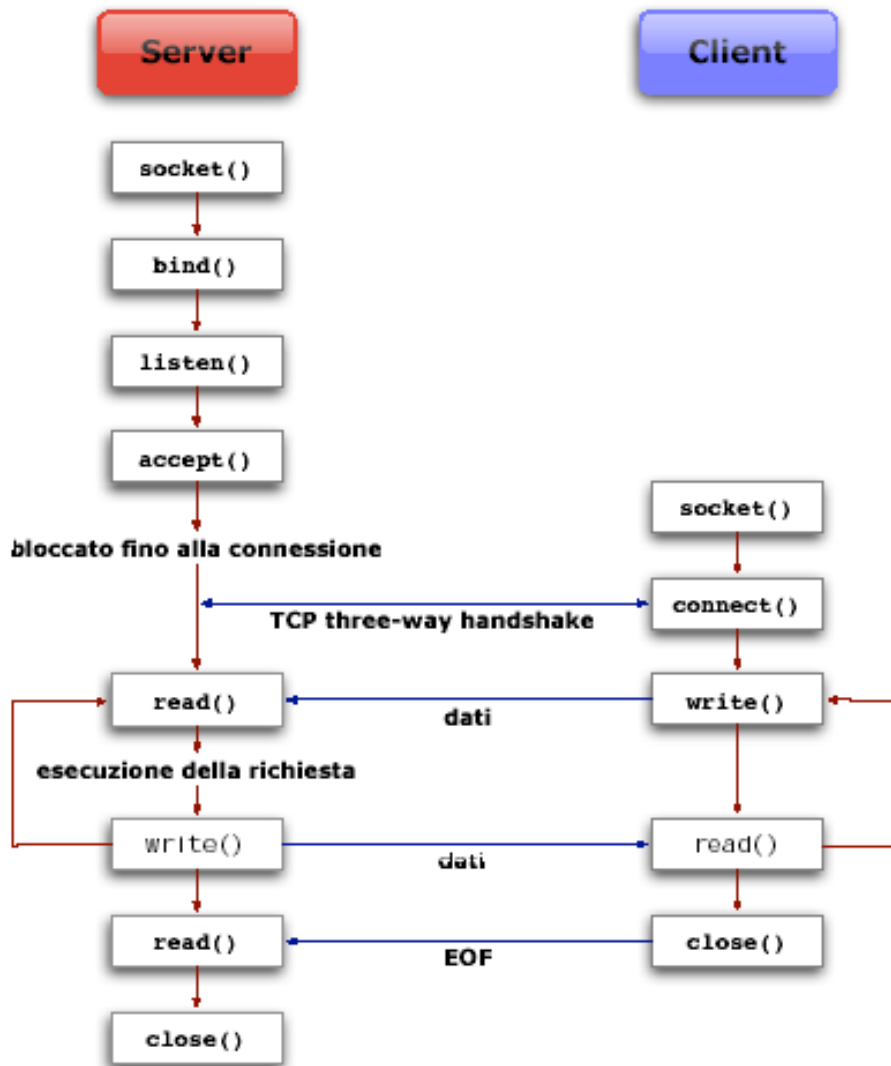 Server
Client
socket()
bind()
listen()
accept()
bloccato fino alla connessione
socket()
connect()
TCP three-way handshake
read()
dati
write()
esecuzione della richiesta
write()
dati
read()
read()
EOF
close()
close()